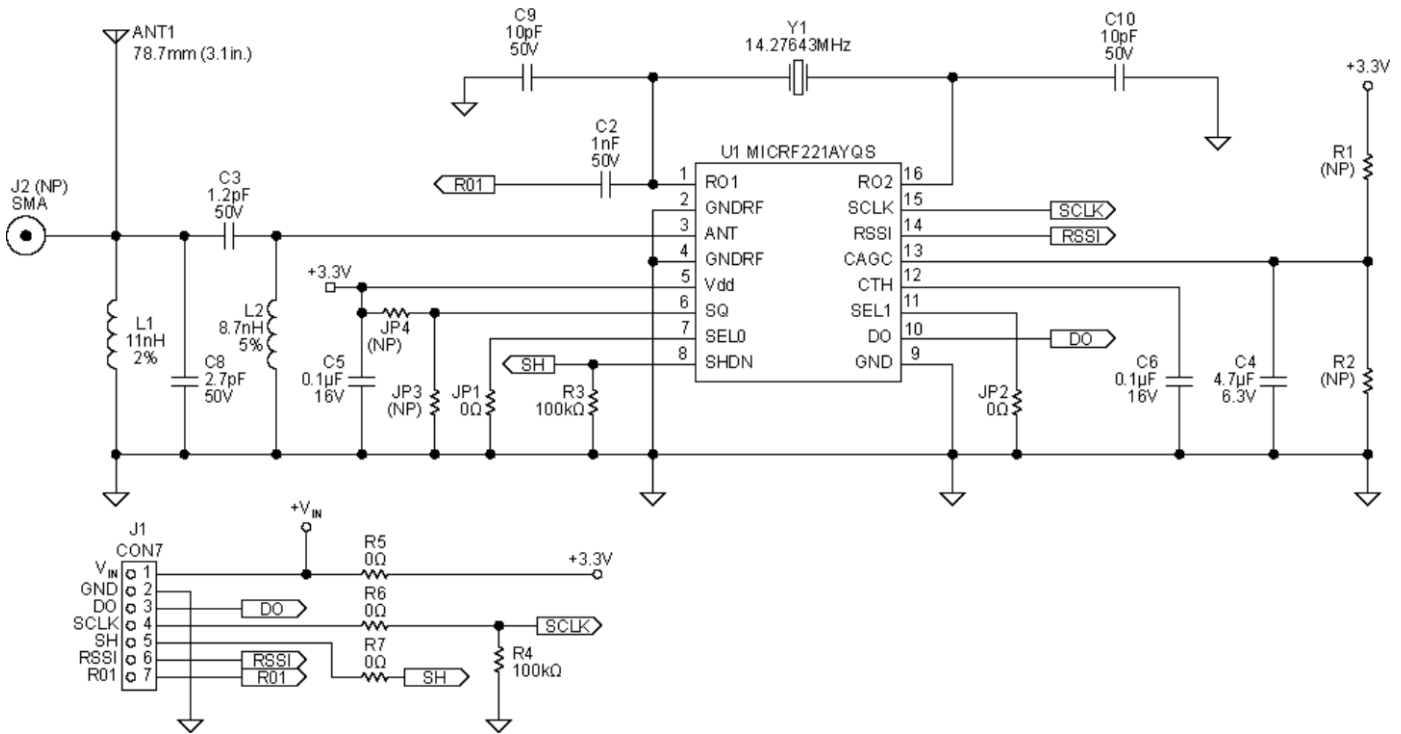 ANT1
78.7mm (3.1in.)
C9
10pF
50V
Y1
14.27643MHz
C10
10pF
50V
+3.3V
C2
1nF
50V
R01
U1 MICRF221AYQS
1 RO1
2 GNDRF
3 ANT
4 GNDRF
5 Vdd
6 SQ
7 SEL0
8 SHDN
RO2 16
SCLK 15
RSSI 14
CAGC 13
CTH 12
SEL1 11
DO 10
GND 9
SCLK
RSSI
DO
R1
(NP)
R2
(NP)
J2 (NP)
SMA
C3
1.2pF
50V
+3.3V
L1
11nH
2%
C8
2.7pF
50V
L2
8.7nH
5%
C5
0.1µF
16V
JP4
(NP)
JP3
(NP)
JP1
0Ω
SH
R3
100kΩ
JP2
0Ω
C6
0.1µF
16V
C4
4.7µF
6.3V
J1
CON7
VIN 1
GND 2
DO 3
SCLK 4
SH 5
RSSI 6
R01 7
+VIN
R5
0Ω
+3.3V
DO
R6
0Ω
SCLK
R7
0Ω
SH
RSSI
R01
R4
100kΩ